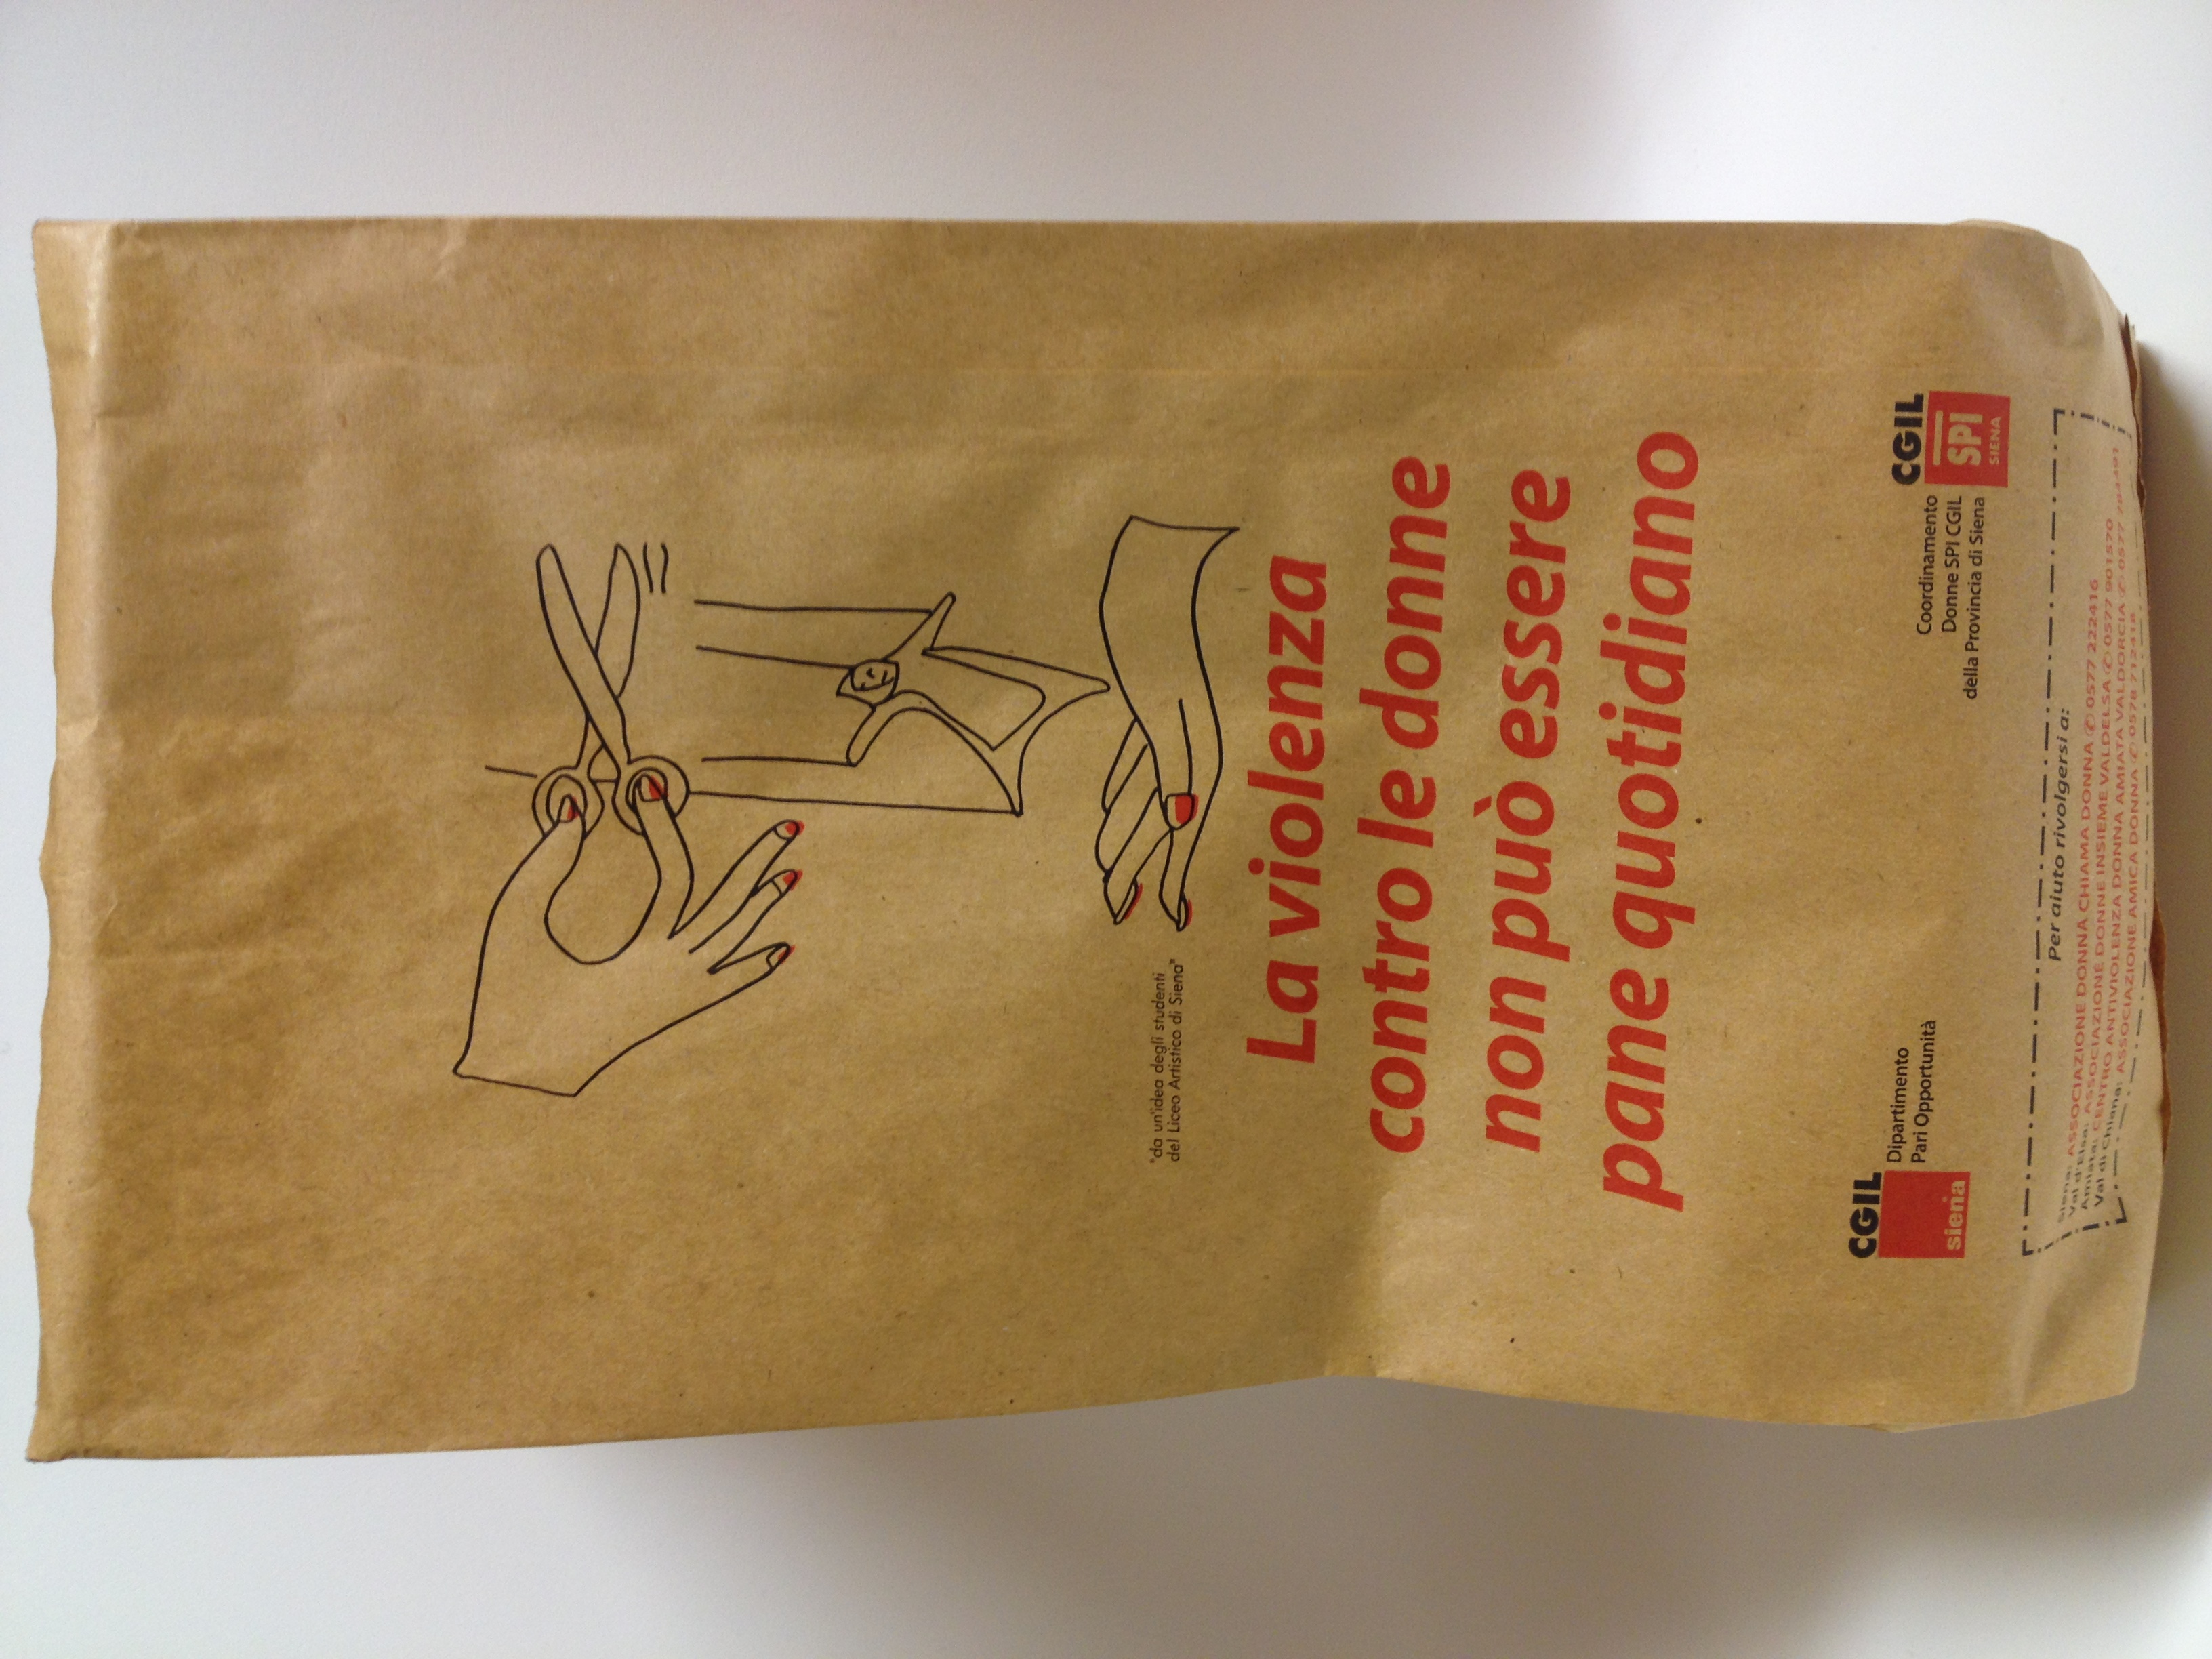 "da un'idea degli studenti
del Liceo Artistico di Siena"
La violenza
contro le donne
non può essere
pane quotidiano
CGIL
siena
Dipartimento
Pari Opportunità
Coordinamento
Donne SPI CGIL
della Provincia di Siena
CGIL
SPI
SIENA
Per aiuto rivolgersi a:
Siena: ASSOCIAZIONE DONNA CHIAMA DONNA ✆ 0577 222416
Val d'Elsa: ASSOCIAZIONE DONNE INSIEME VALDELSA ✆ 0577 901570
Amiata: CENTRO ANTIVIOLENZA DONNA AMIATA VALDORCIA ✆ 0577
Val di Chiana: ASSOCIAZIONE AMICA DONNA ✆ 0578 712418